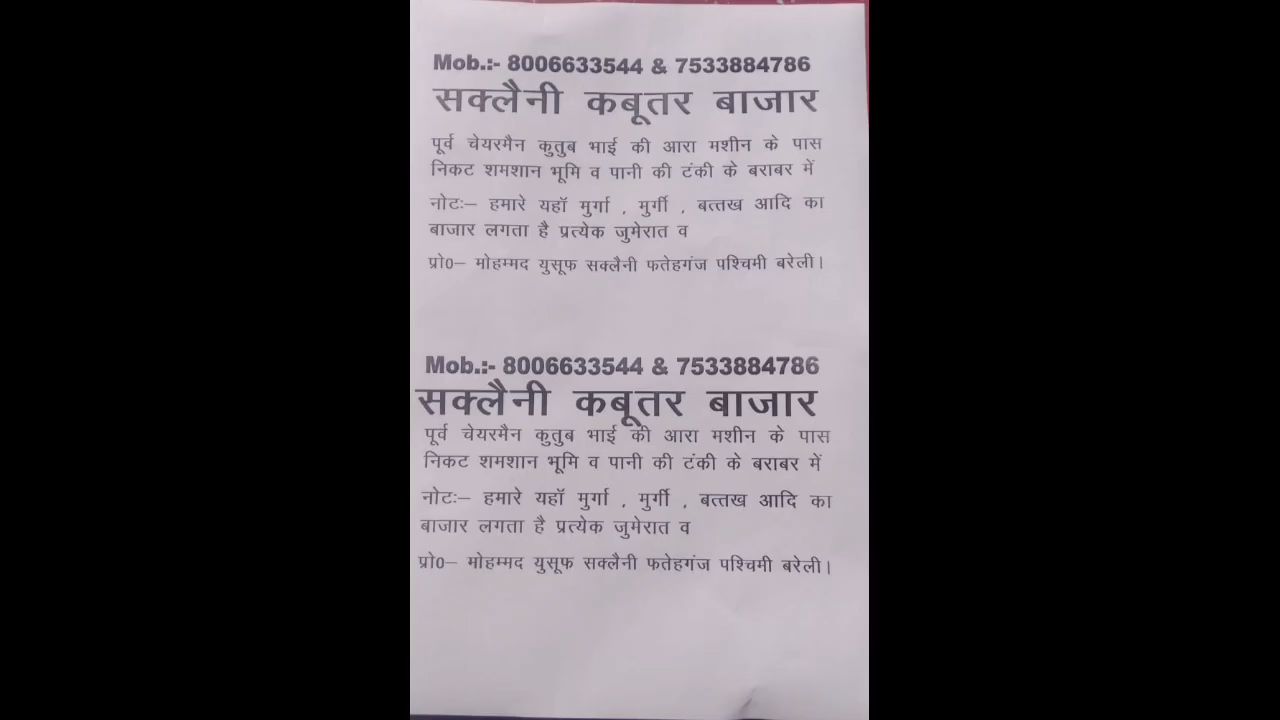 Mob.:- 8006633544 & 7533884786
सक्लैनी कबूतर बाजार
पूर्व चेयरमैन कुतुब भाई की आरा मशीन के पास
निकट शमशान भूमि व पानी की टंकी के बराबर में
नोटः– हमारे यहॉ मुर्गा , मुर्गी , बत्तख आदि का
बाजार लगता है प्रत्येक जुमेरात व
प्रो0– मोहम्मद युसूफ सक्लैनी फतेहगंज पश्चिमी बरेली।
Mob.:- 8006633544 & 7533884786
सक्लैनी कबूतर बाजार
पूर्व चेयरमैन कुतुब भाई की आरा मशीन के पास
निकट शमशान भूमि व पानी की टंकी के बराबर में
नोटः– हमारे यहॉ मुर्गा , मुर्गी , बत्तख आदि का
बाजार लगता है प्रत्येक जुमेरात व
प्रो0– मोहम्मद युसूफ सक्लैनी फतेहगंज पश्चिमी बरेली।